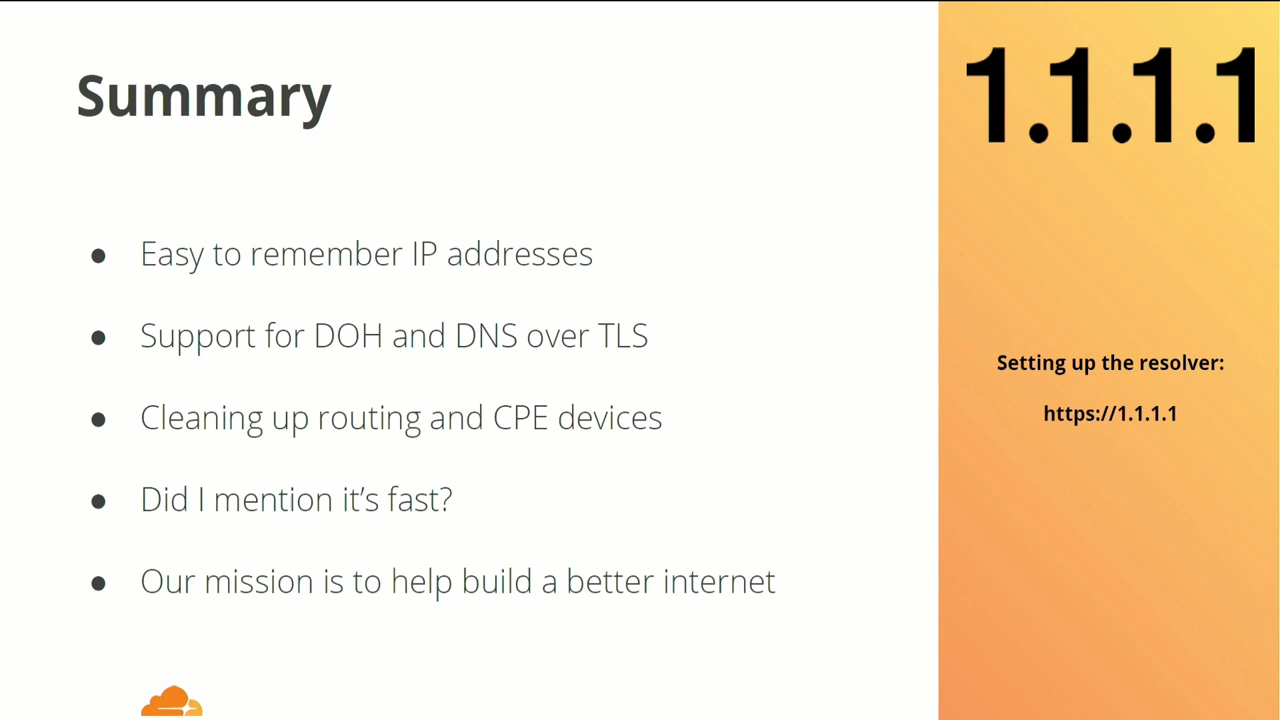 Summary
● Easy to remember IP addresses
● Support for DOH and DNS over TLS
● Cleaning up routing and CPE devices
● Did I mention it’s fast?
● Our mission is to help build a better internet
1.1.1.1
Setting up the resolver:
https://1.1.1.1